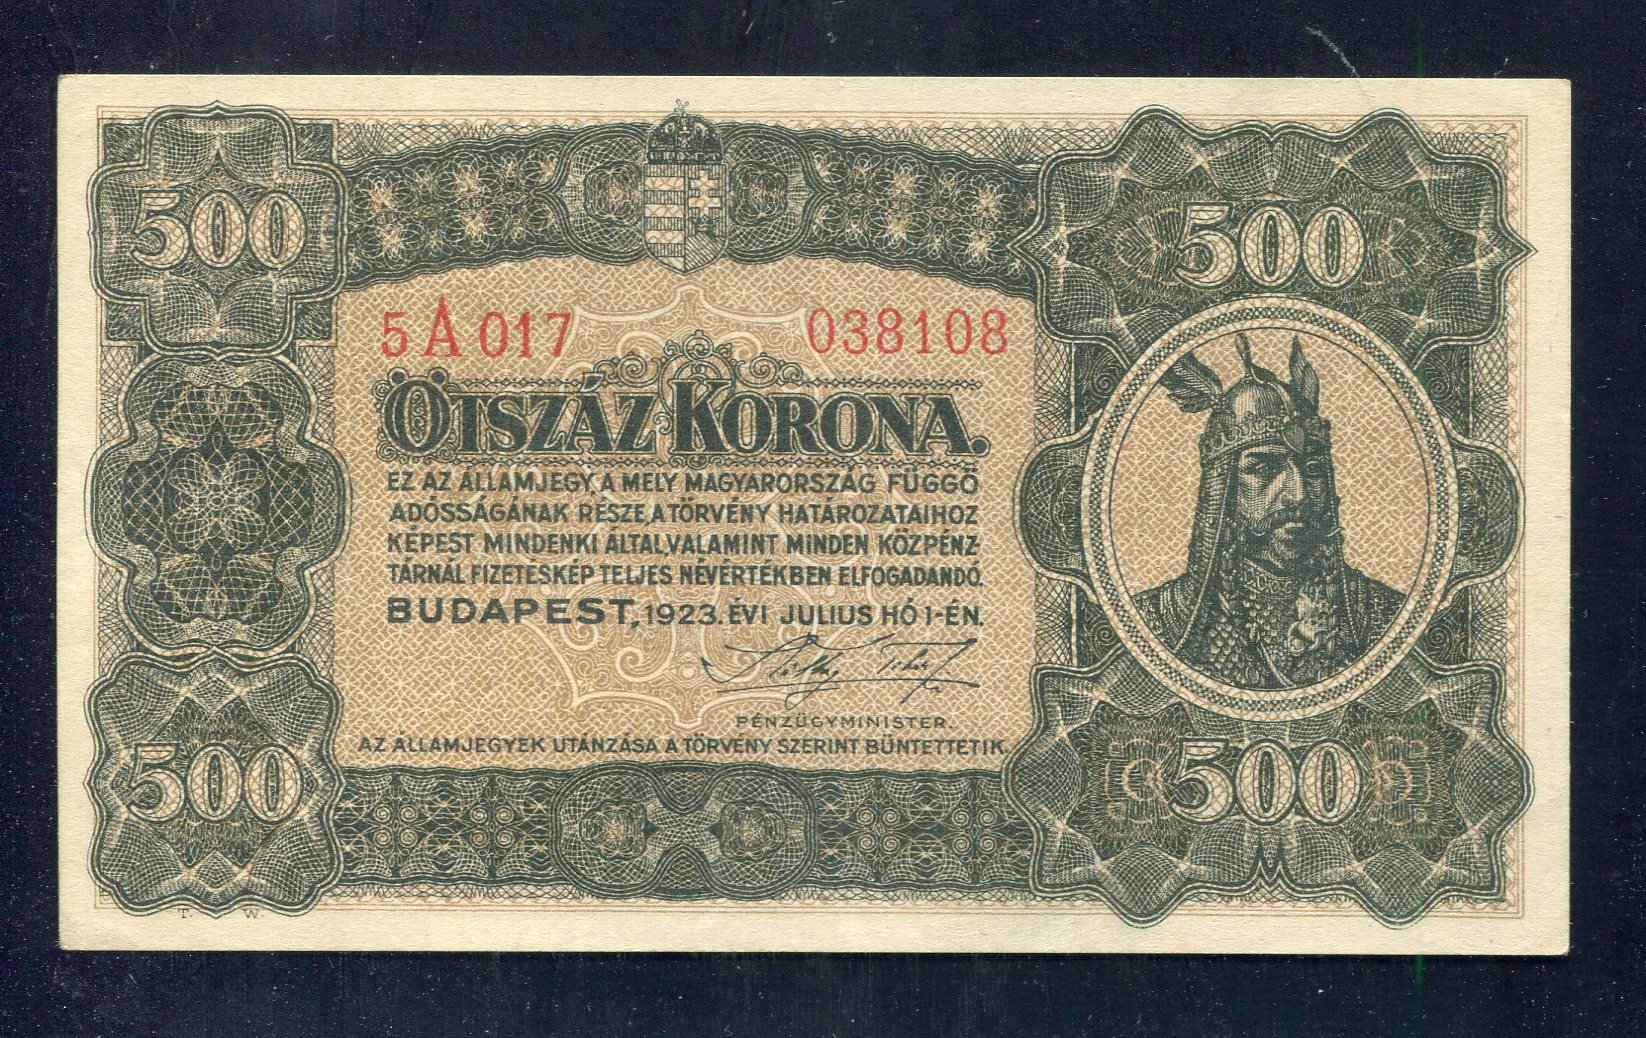 500
500
5A017 038108
ÖTSZÁZ KORONA.
EZ AZ ÁLLAMJEGY, A MELY MAGYARORSZÁG FÜGGŐ
ADÓSSÁGÁNAK RÉSZE, A TÖRVÉNY HATÁROZATAIHOZ
KÉPEST MINDENKI ÁLTAL, VALAMINT MINDEN KÖZPÉNZ-
TÁRNÁL FIZETÉSKÉP TELJES NÉVÉRTÉKBEN ELFOGADANDÓ.
BUDAPEST, 1923. ÉVI JULIUS HÓ 1-ÉN.
PÉNZÜGYMINISTER.
AZ ÁLLAMJEGYEK UTÁNZÁSA A TÖRVÉNY SZERINT BÜNTETTETIK.
500
500
T. W.